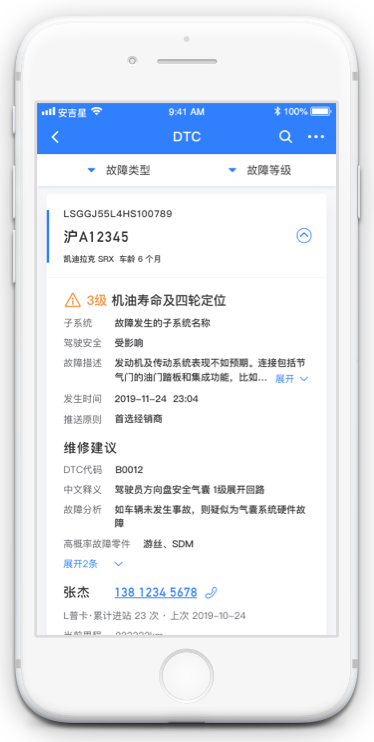 安吉星 9:41 AM 100%
DTC
故障类型 故障等级
LSGGJ55L4HS100789
沪A12345
凯迪拉克 SRX 车龄 6 个月
3级 机油寿命及四轮定位
子系统 故障发生的子系统名称
驾驶安全 受影响
故障描述 发动机及传动系统表现不如预期。连接包括节
气门的油门踏板和集成功能。比如... 展开
发生时间 2019-11-24 23:04
推送原则 首选经销商
维修建议
DTC代码 B0012
中文释义 驾驶员方向盘安全气囊 1级展开回路
故障分析 如车辆未发生事故，则疑似为气囊系统硬件故
障
高概率故障零件 游丝、SDM
展开2条
张杰 138 1234 5678
L普卡·累计进站 23 次 · 上次 2019-10-24